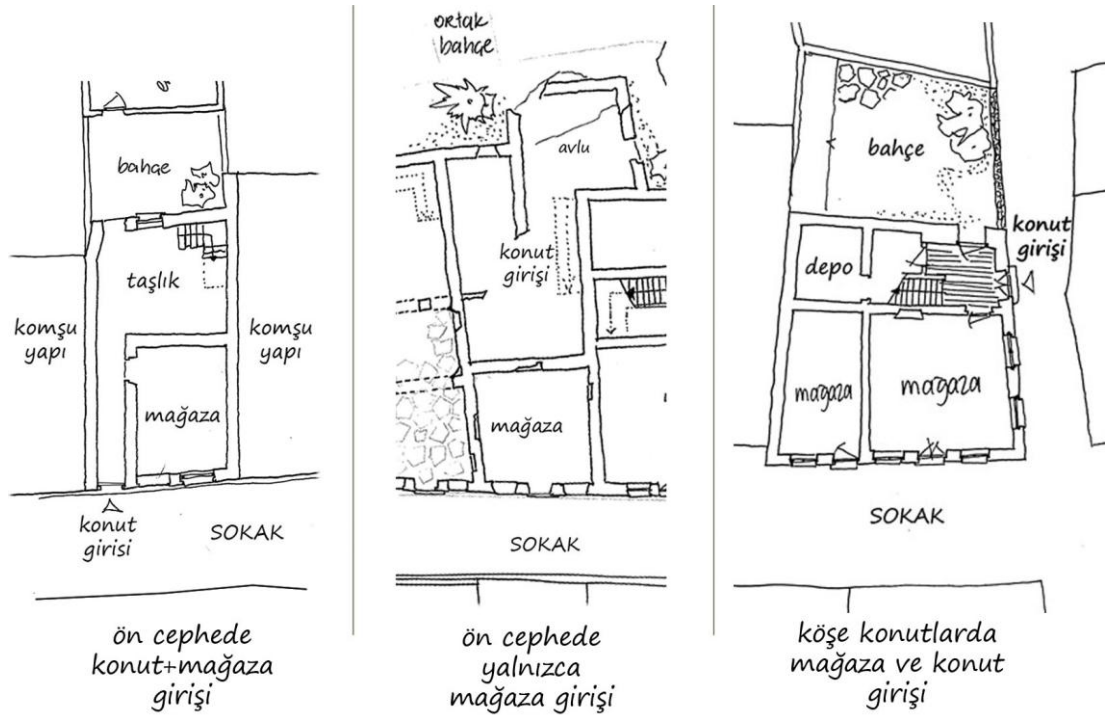 bahçe
taşlık
komşu
yapı
komşu
yapı
mağaza
konut
girisi
SOKAK
ön cephede
konut+mağaza
girişi
ortak
bahçe
avlu
konut
girişi
mağaza
SOKAK
ön cephede
yalnızca
mağaza girişi
bahçe
konut
girişi
depo
mağaza
mağaza
SOKAK
köşe konutlarda
mağaza ve konut
girişi